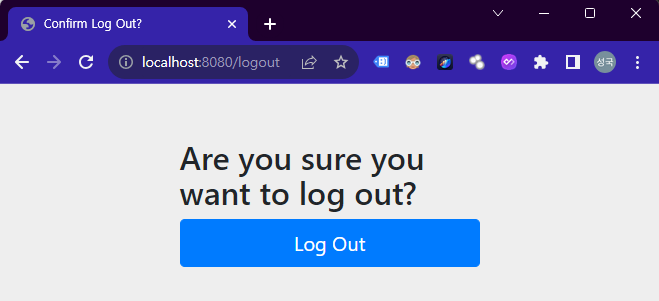 Confirm Log Out?
localhost:8080/logout
성국
Are you sure you
want to log out?
Log Out